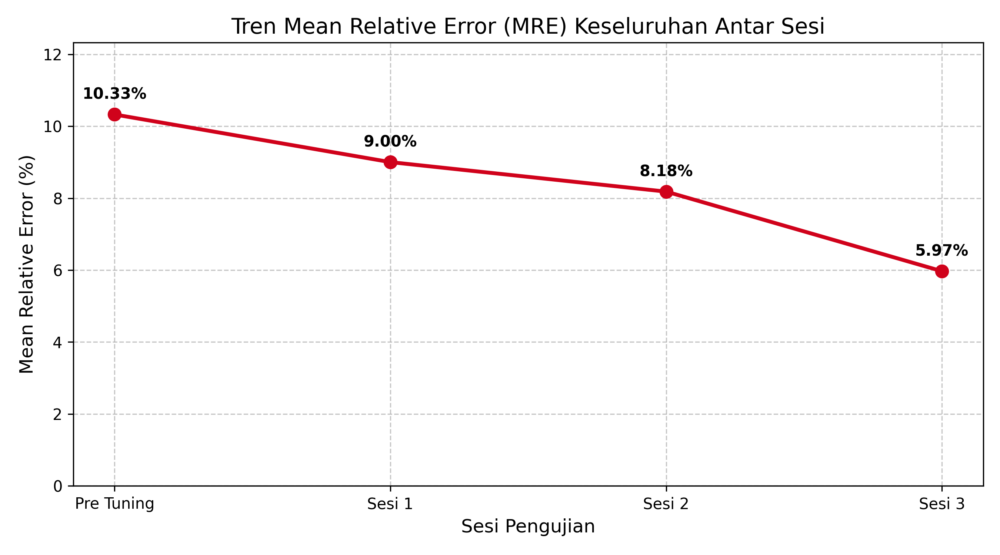 Tren Mean Relative Error (MRE) Keseluruhan Antar Sesi
Mean Relative Error (%)
12
10
8
6
4
2
0
10.33%
9.00%
8.18%
5.97%
Pre Tuning
Sesi 1
Sesi 2
Sesi 3
Sesi Pengujian